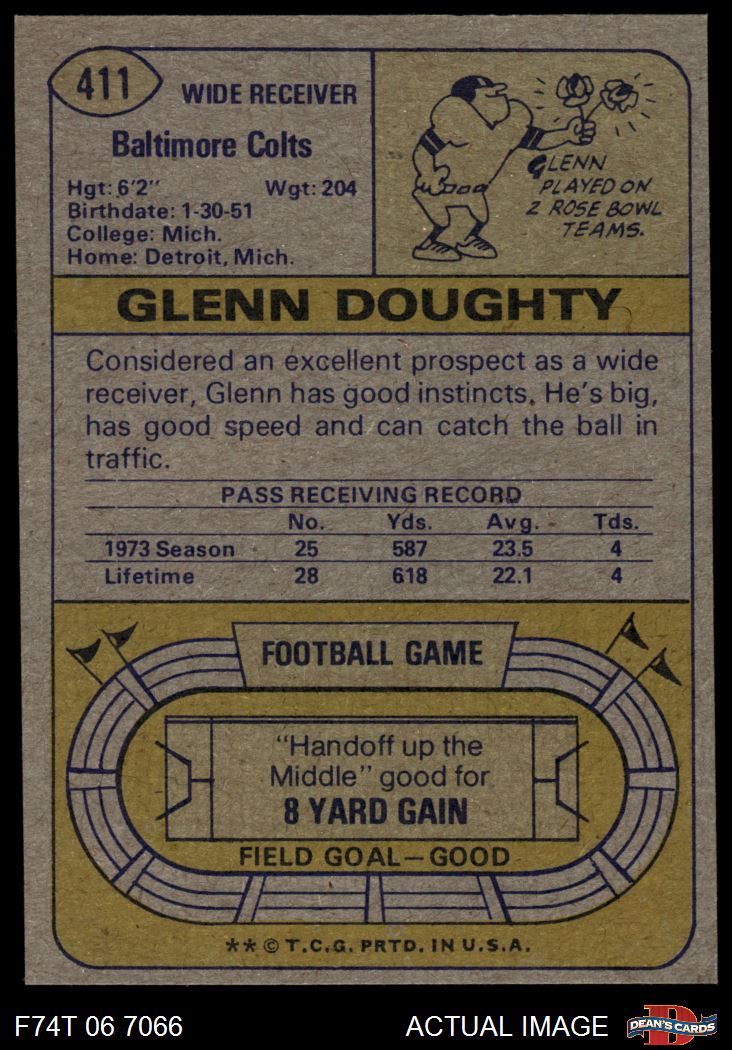 411
WIDE RECEIVER
Baltimore Colts
Hgt: 6'2" Wgt: 204
Birthdate: 1-30-51
College: Mich.
Home: Detroit, Mich.
GLENN
PLAYED ON
2 ROSE BOWL
TEAMS.
GLENN DOUGHTY
Considered an excellent prospect as a wide
receiver, Glenn has good instincts. He's big,
has good speed and can catch the ball in
traffic.
PASS RECEIVING RECORD
No. Yds. Avg. Tds.
1973 Season 25 587 23.5 4
Lifetime 28 618 22.1 4
FOOTBALL GAME
"Handoff up the
Middle" good for
8 YARD GAIN
FIELD GOAL—GOOD
**© T.C.G. PRTD. IN U.S.A.
F74T 06 7066 ACTUAL IMAGE
D
DEAN'S CARDS